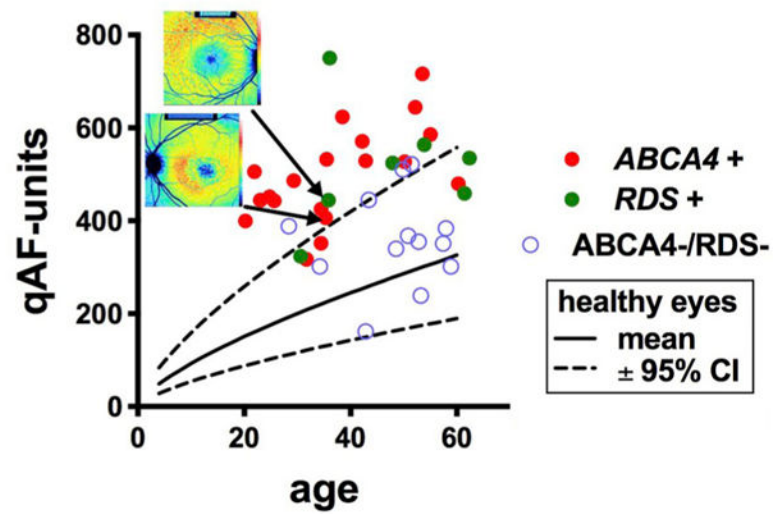 800
600
400
200
0
0 20 40 60
qAF-units
age
ABCA4 +
RDS +
ABCA4-/RDS-
healthy eyes
mean
± 95% CI